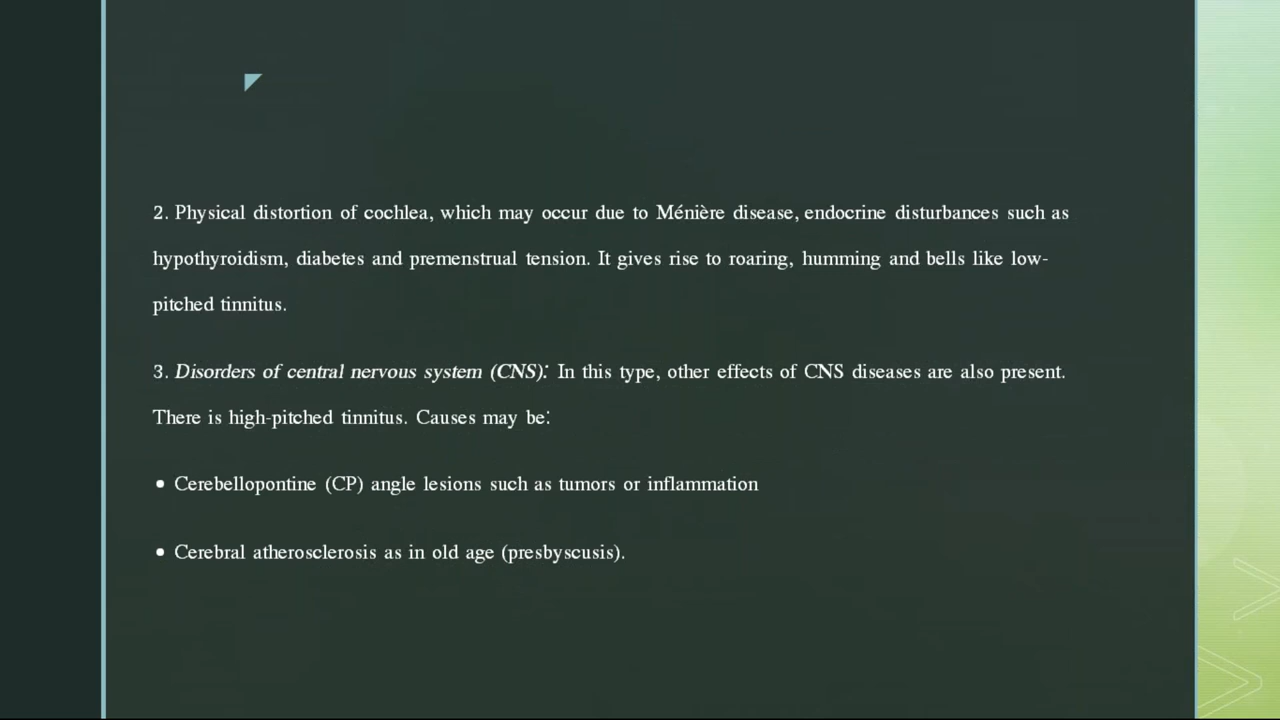 2. Physical distortion of cochlea, which may occur due to Ménière disease, endocrine disturbances such as
hypothyroidism, diabetes and premenstrual tension. It gives rise to roaring, humming and bells like low-
pitched tinnitus.
3. Disorders of central nervous system (CNS): In this type, other effects of CNS diseases are also present.
There is high-pitched tinnitus. Causes may be:
• Cerebellopontine (CP) angle lesions such as tumors or inflammation
• Cerebral atherosclerosis as in old age (presbyscusis).